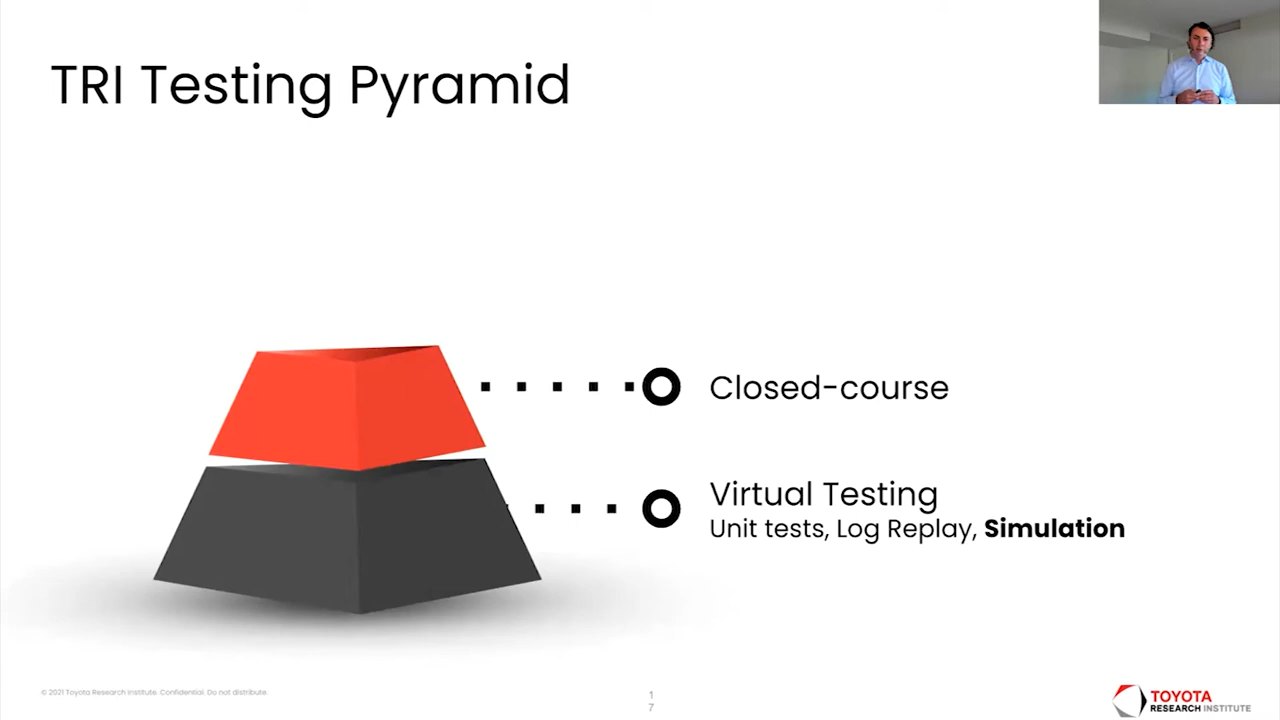 TRI Testing Pyramid
Closed-course
Virtual Testing
Unit tests, Log Replay, Simulation
© 2021 Toyota Research Institute. Confidential. Do not distribute.
1
7
TOYOTA
RESEARCH INSTITUTE